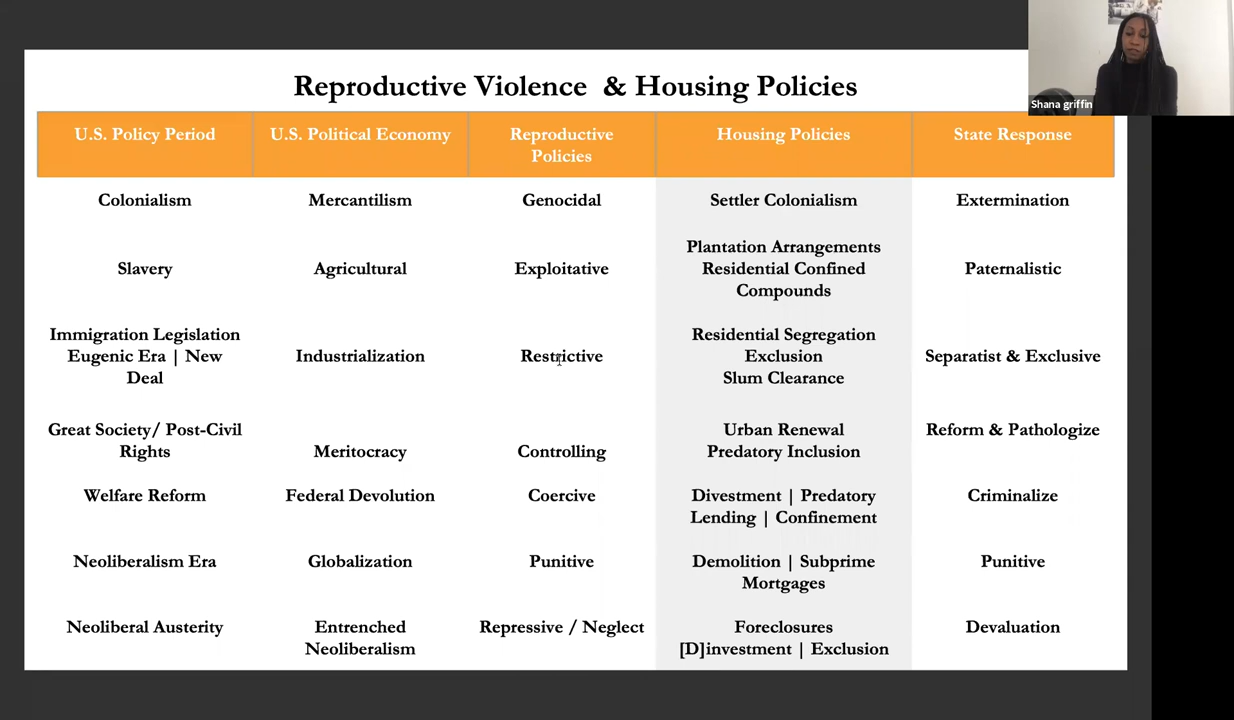 Reproductive Violence & Housing Policies
Shana griffin
U.S. Policy Period
U.S. Political Economy
Reproductive
Policies
Housing Policies
State Response
Colonialism
Mercantilism
Genocidal
Settler Colonialism
Extermination
Slavery
Agricultural
Exploitative
Plantation Arrangements
Residential Confined
Compounds
Paternalistic
Immigration Legislation
Eugenic Era | New
Deal
Industrialization
Restrictive
Residential Segregation
Exclusion
Slum Clearance
Separatist & Exclusive
Great Society/ Post-Civil
Rights
Meritocracy
Controlling
Urban Renewal
Predatory Inclusion
Reform & Pathologize
Welfare Reform
Federal Devolution
Coercive
Divestment | Predatory
Lending | Confinement
Criminalize
Neoliberalism Era
Globalization
Punitive
Demolition | Subprime
Mortgages
Punitive
Neoliberal Austerity
Entrenched
Neoliberalism
Repressive / Neglect
Foreclosures
[D]investment | Exclusion
Devaluation